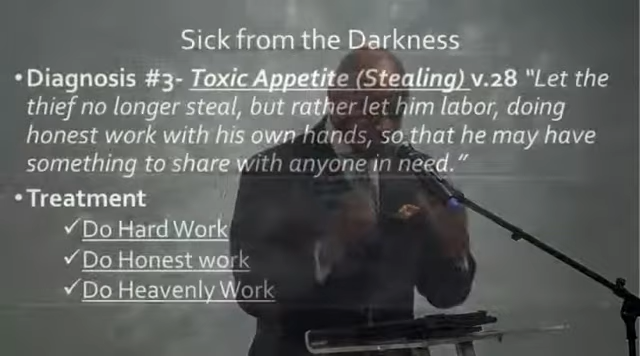 Sick from the Darkness
•Diagnosis #3- Toxic Appetite (Stealing) v.28 “Let the
thief no longer steal, but rather let him labor, doing
honest work with his own hands, so that he may have
something to share with anyone in need.”
•Treatment
✓Do Hard Work
✓Do Honest work
✓Do Heavenly Work